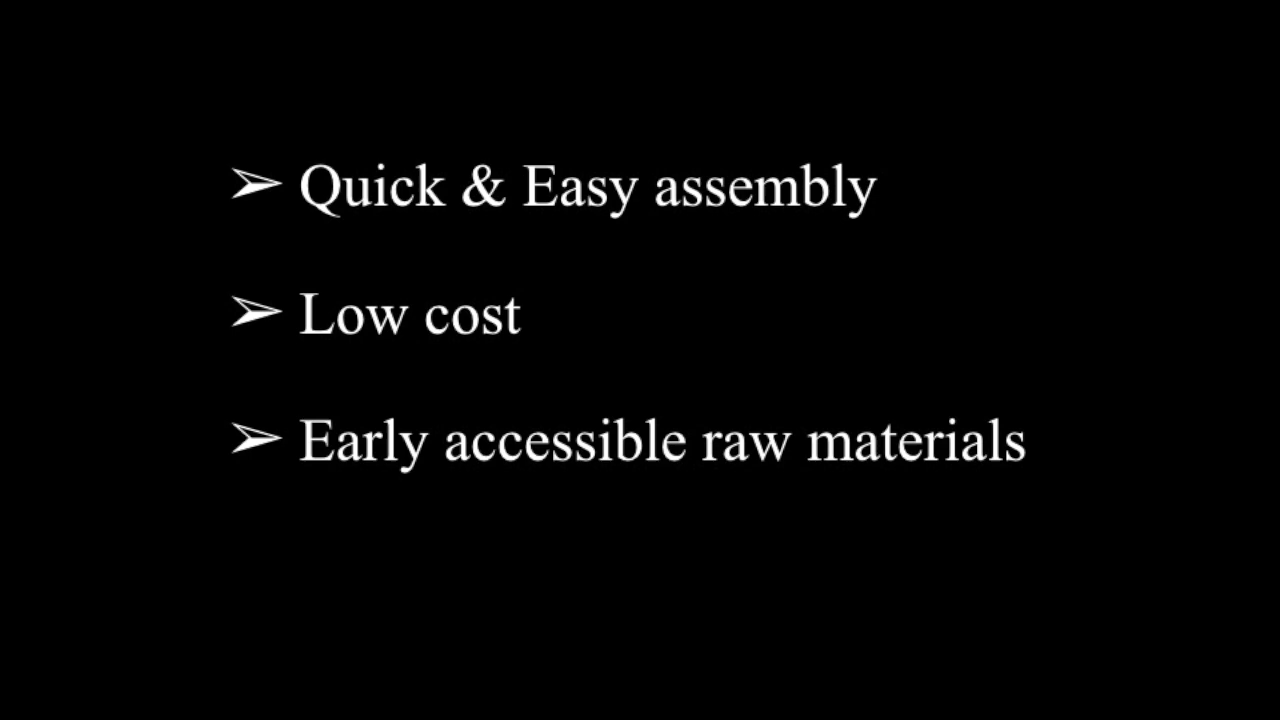 ➢ Quick & Easy assembly
➢ Low cost
➢ Early accessible raw materials